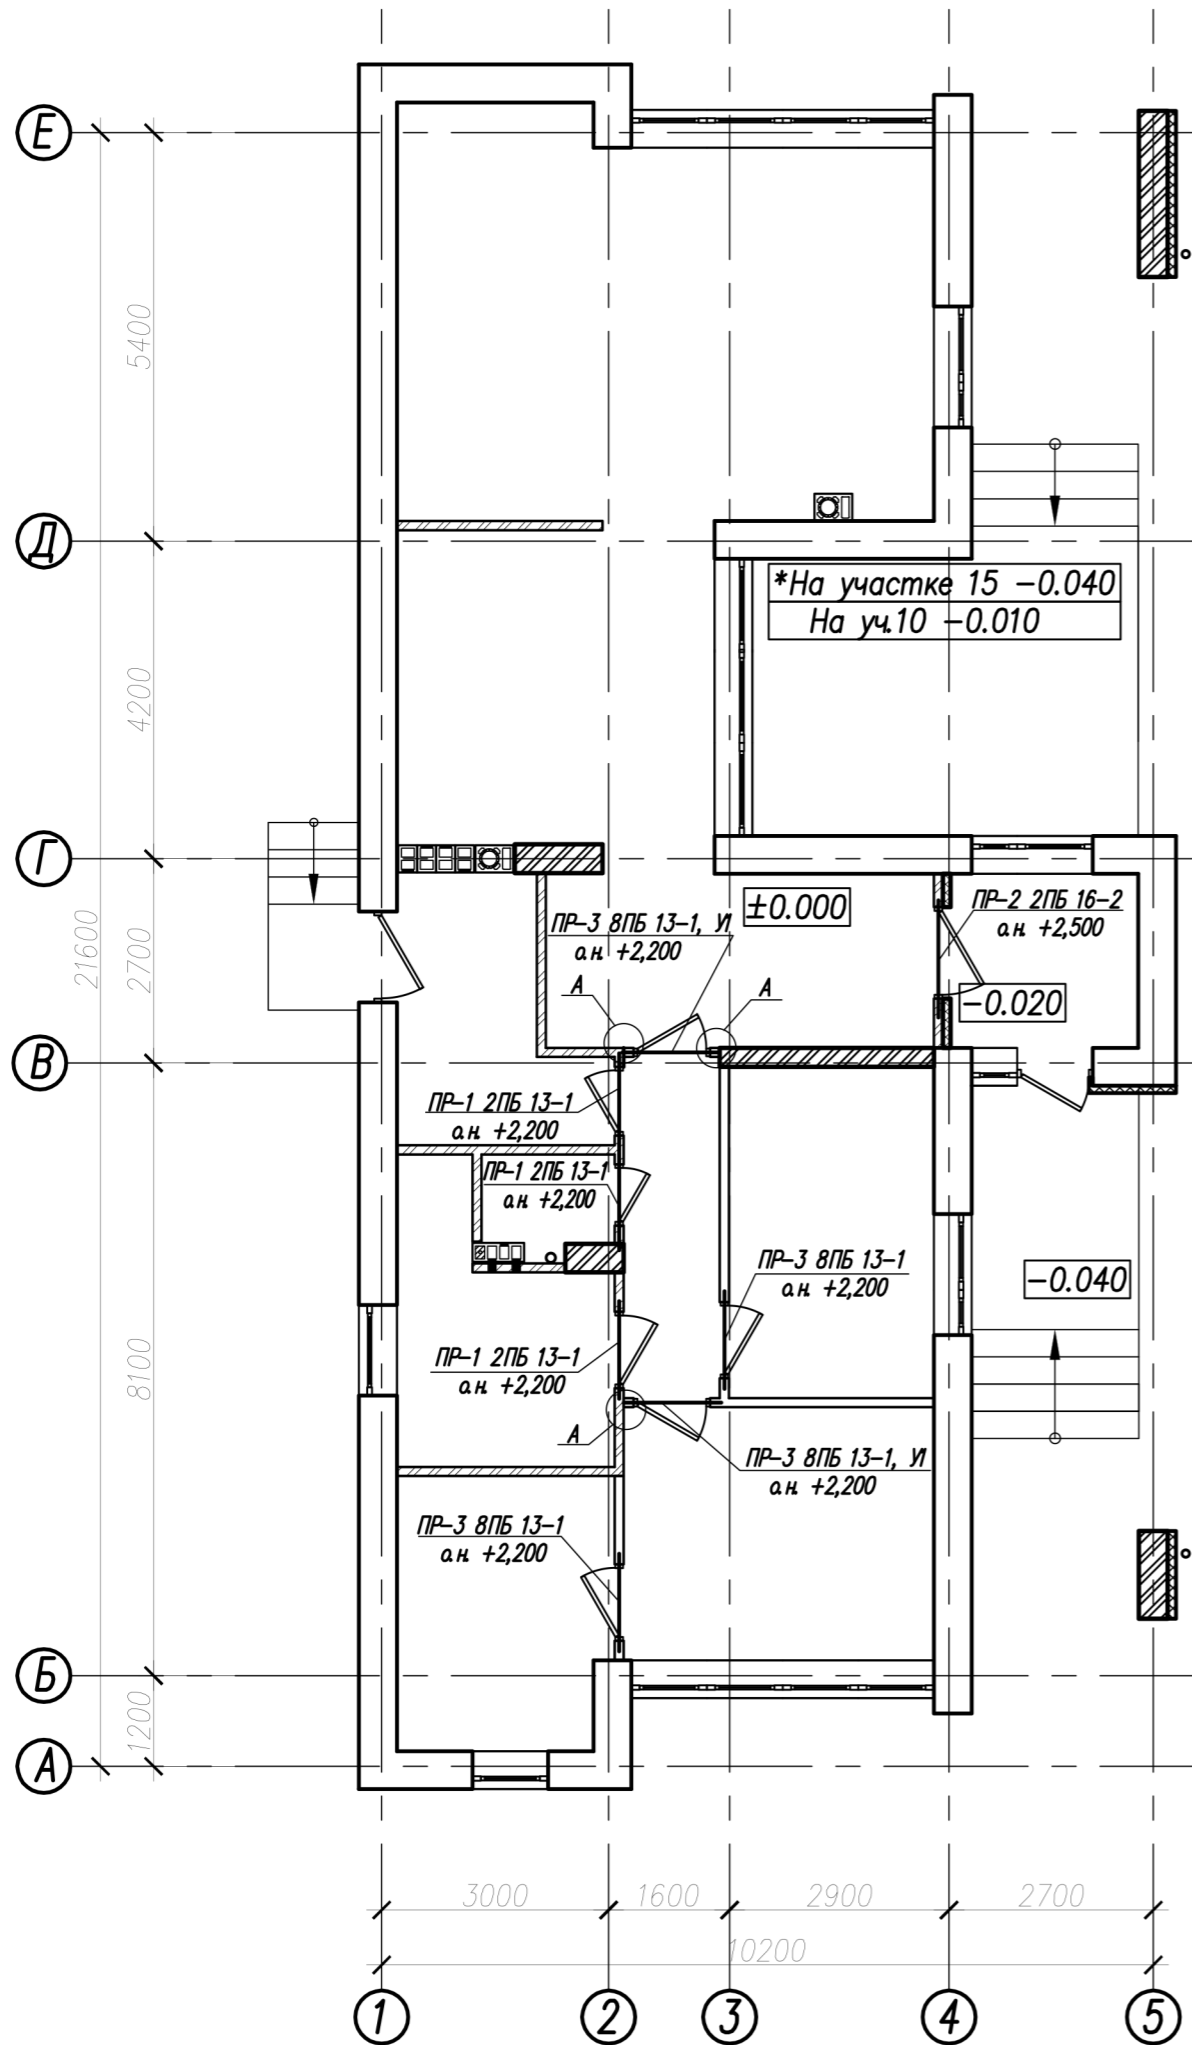 Е
5400
Д
*На участке 15 -0.040
На уч.10 -0.010
4200
Г
21600
2700
±0.000
ПР-2 2ПБ 16-2
о.н. +2,500
ПР-3 8ПБ 13-1, У1
о.н. +2,200
А
А
-0.020
В
ПР-1 2ПБ 13-1
о.н. +2,200
ПР-1 2ПБ 13-1
о.н. +2,200
ПР-3 8ПБ 13-1
о.н. +2,200
-0.040
8100
ПР-1 2ПБ 13-1
о.н. +2,200
А
ПР-3 8ПБ 13-1, У1
о.н. +2,200
ПР-3 8ПБ 13-1
о.н. +2,200
Б
1200
А
3000
1600
2900
2700
10200
1
2
3
4
5